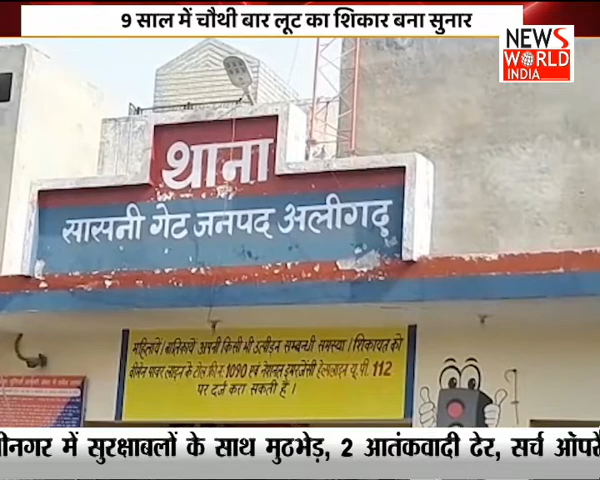 9 साल में चौथी बार लूट का शिकार बना सुनार
NEWS
WORLD
INDIA
थाना
सासनी गेट जनपद अलीगढ़
महिलायें/बालिकायें अपनी किसी भी उत्पीड़न सम्बन्धी समस्या/शिकायत को
वीमेन पावर लाइन के टोल फ्री नं. 1090 एवं नेशनल इमरजेंसी हेल्पलाइन यू.पी. 112
पर दर्ज करा सकती हैं।
ीनगर में सुरक्षाबलों के साथ मुठभेड़, 2 आतंकवादी ढेर, सर्च ऑपरे